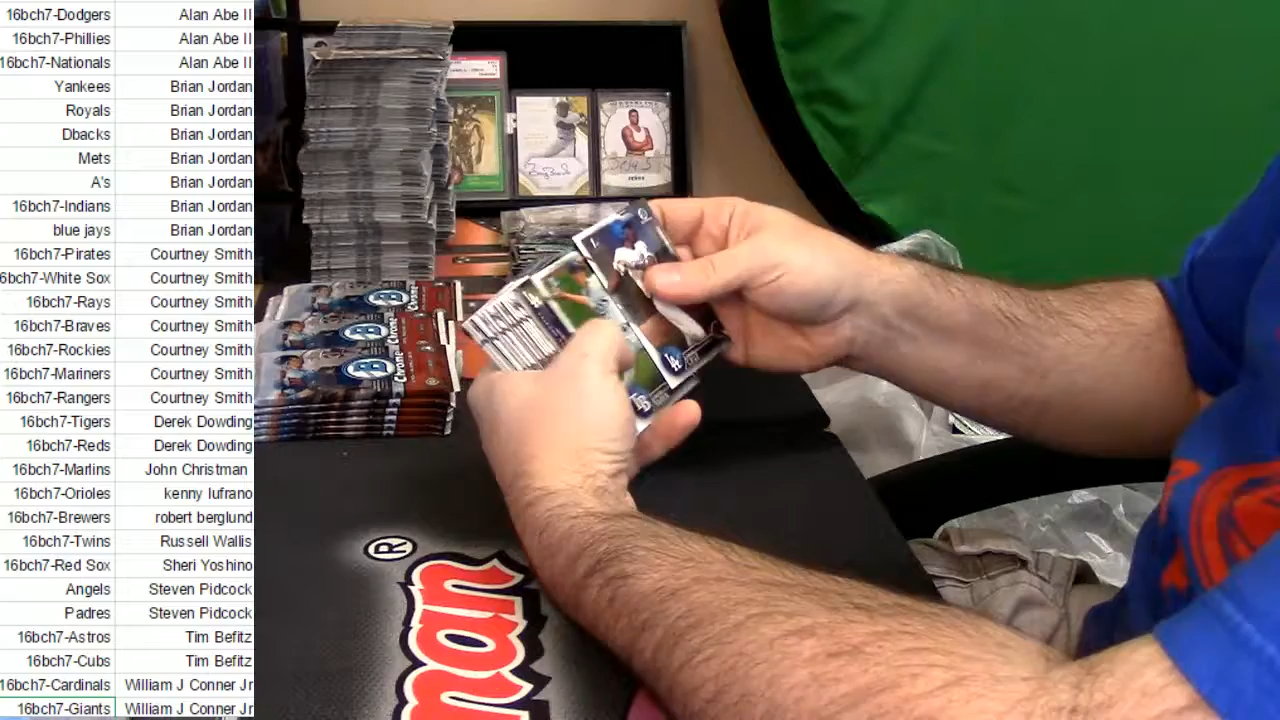 16bch7-Dodgers Alan Abe II
16bch7-Phillies Alan Abe II
16bch7-Nationals Alan Abe II
Yankees Brian Jordan
Royals Brian Jordan
Dbacks Brian Jordan
Mets Brian Jordan
A's Brian Jordan
16bch7-Indians Brian Jordan
blue jays Brian Jordan
16bch7-Pirates Courtney Smith
6bch7-White Sox Courtney Smith
16bch7-Rays Courtney Smith
16bch7-Braves Courtney Smith
16bch7-Rockies Courtney Smith
16bch7-Mariners Courtney Smith
16bch7-Rangers Courtney Smith
16bch7-Tigers Derek Dowding
16bch7-Reds Derek Dowding
16bch7-Marlins John Christman
16bch7-Orioles kenny lufrano
16bch7-Brewers robert berglund
16bch7-Twins Russell Wallis
16bch7-Red Sox Sheri Yoshino
Angels Steven Pidcock
Padres Steven Pidcock
16bch7-Astros Tim Befitz
16bch7-Cubs Tim Befitz
16bch7-Cardinals William J Conner Jr
16bch7-Giants William J Conner Jr
B Chrome
B Chrome
B Chrome
LA
TB
man ®